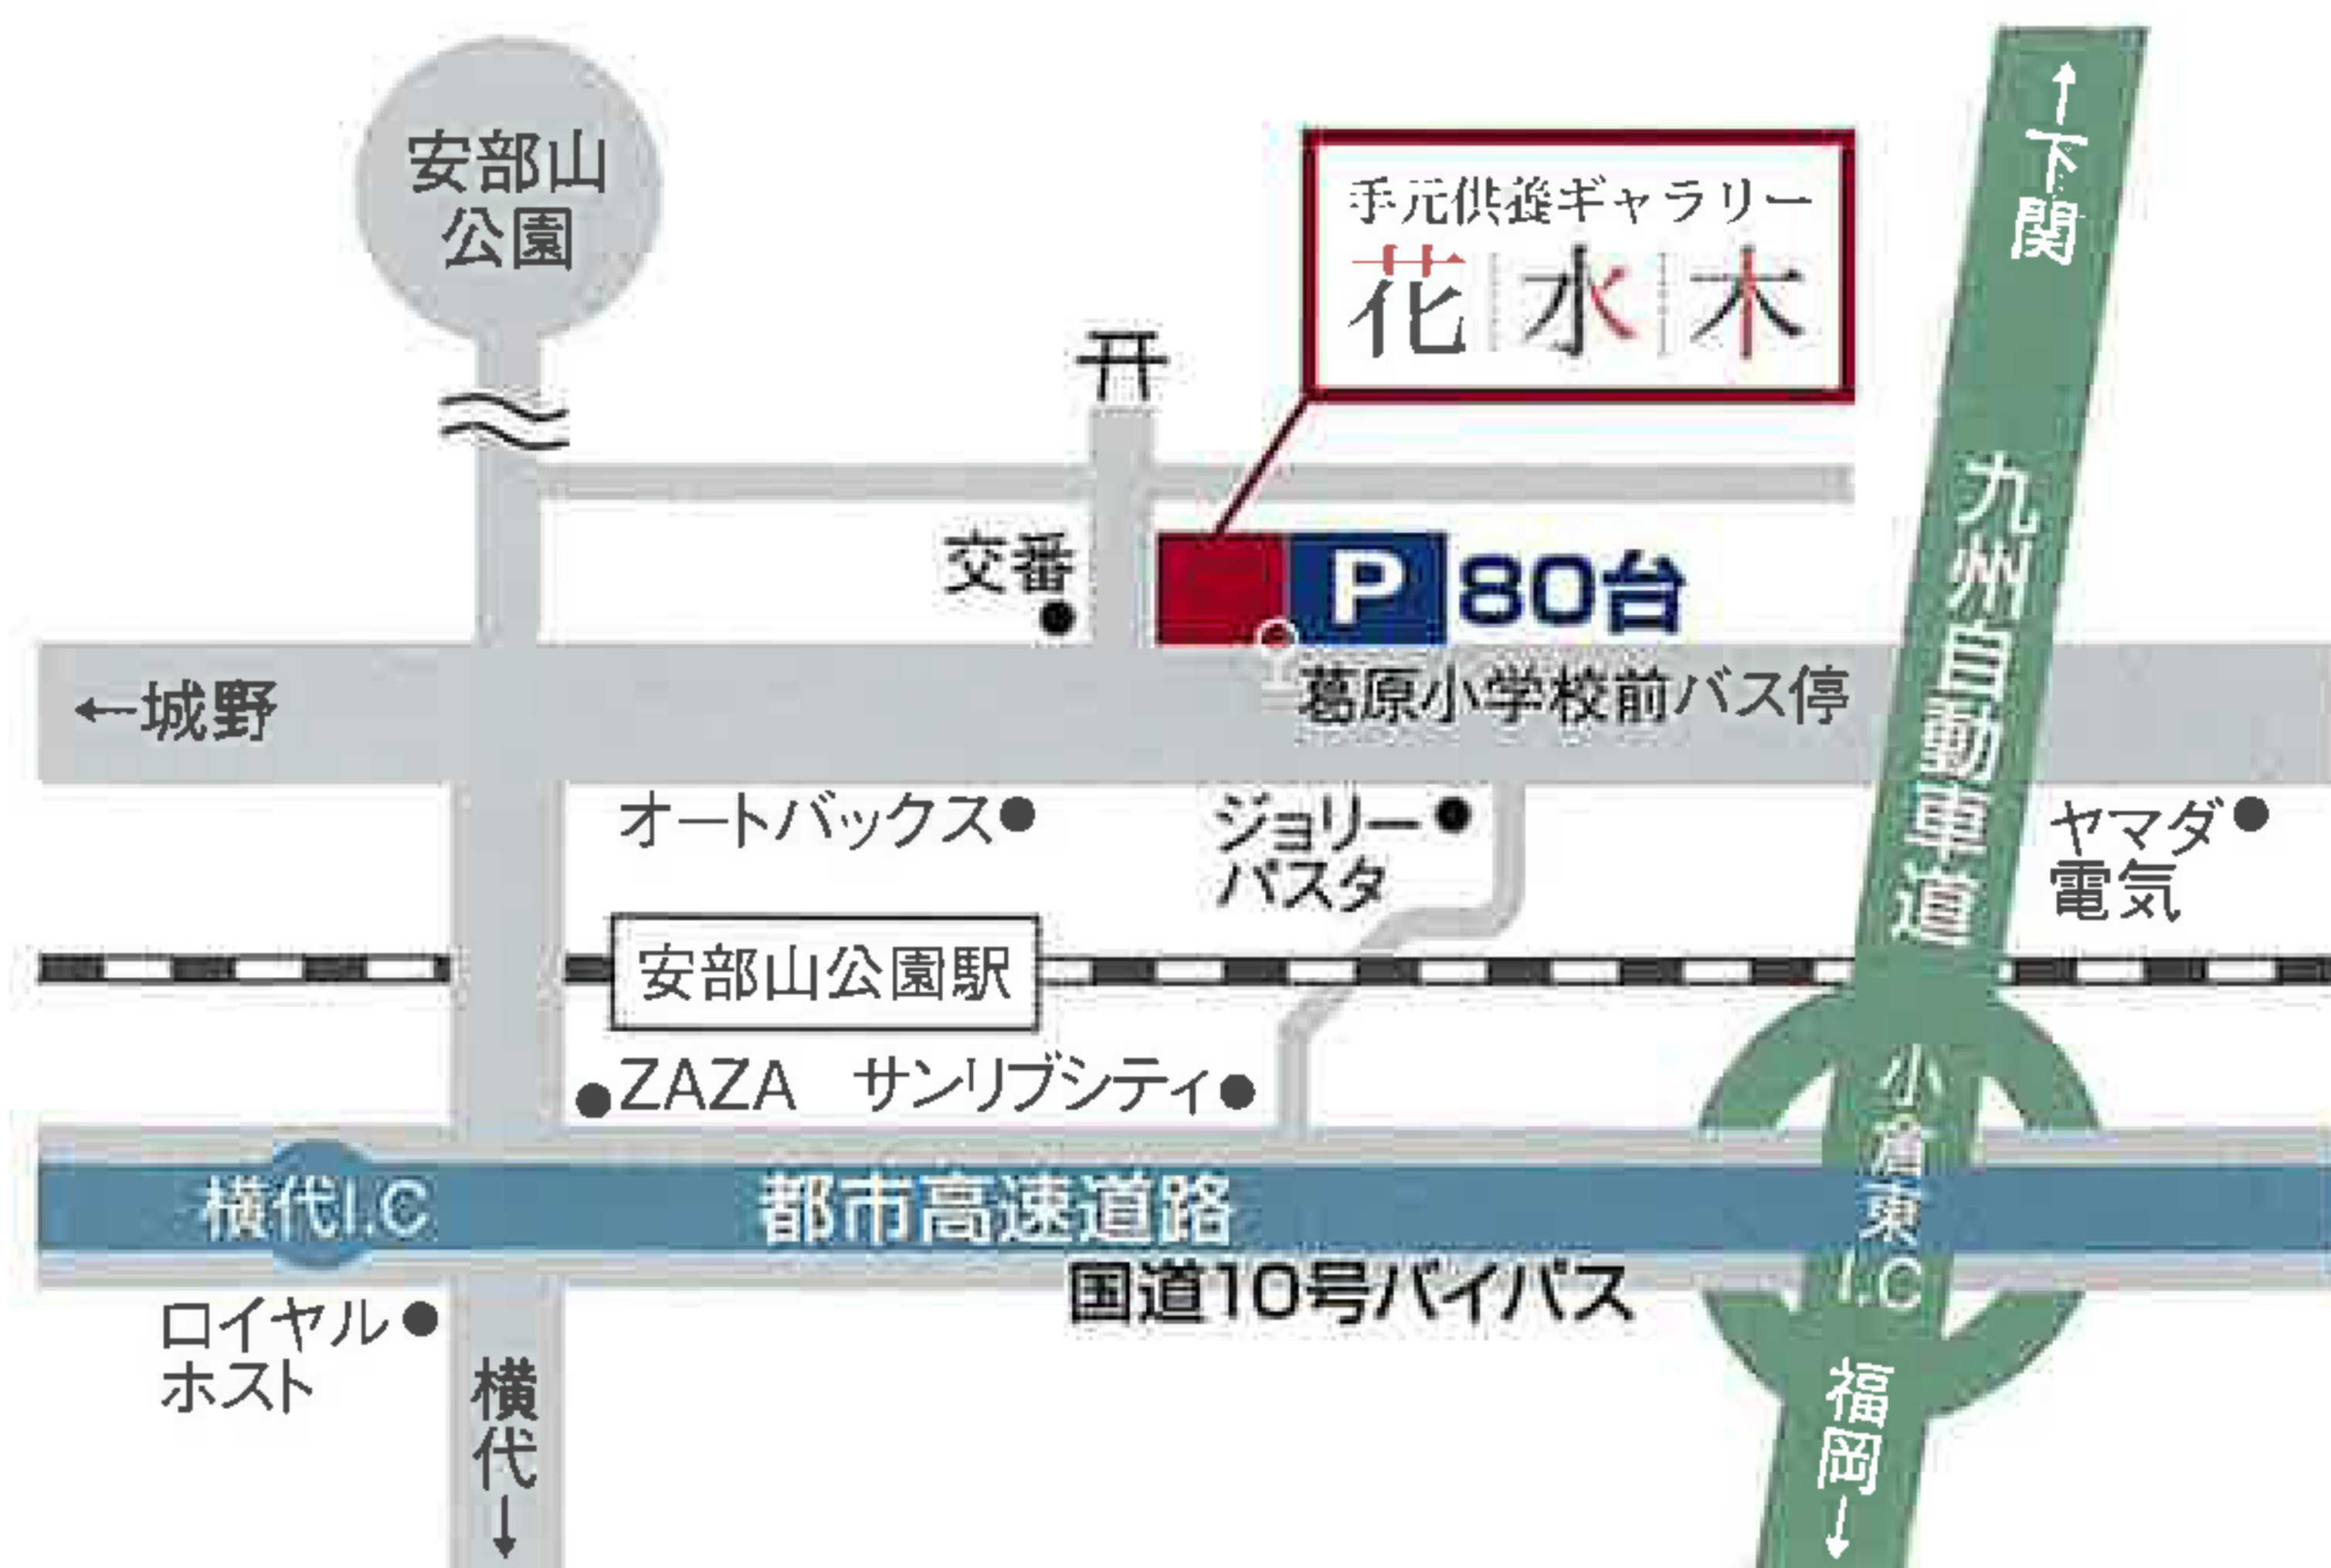 安部山
公園
↑下関
手元供養ギャラリー
花水木
九州自動車道
交番
P 80台
←城野
葛原小学校前バス停
オートバックス
ジョリー
パスタ
ヤマダ
電気
安部山公園駅
ZAZA サンリブシティ
小倉東I.C
横代I.C
都市高速道路
国道10号バイパス
ロイヤル
ホスト
横代↓
福岡↓